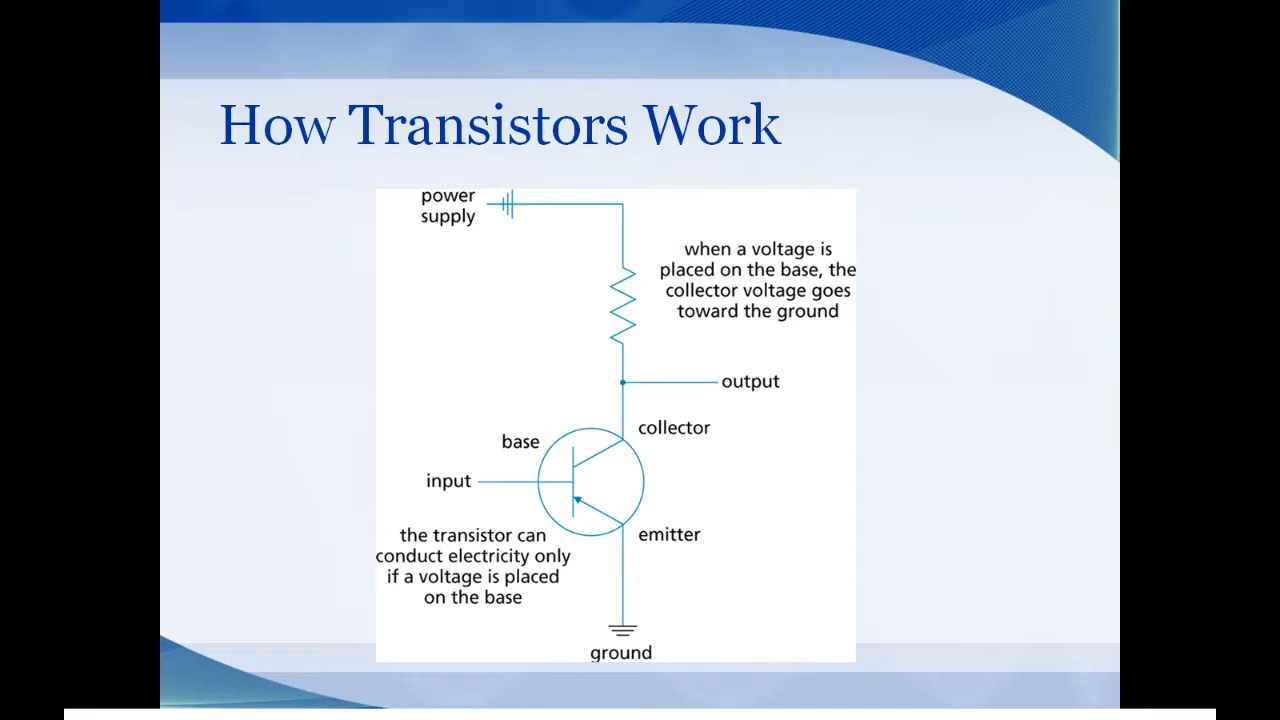 How Transistors Work
power
supply
when a voltage is
placed on the base, the
collector voltage goes
toward the ground
output
collector
base
input
the transistor can
conduct electricity only
if a voltage is placed
on the base
emitter
ground